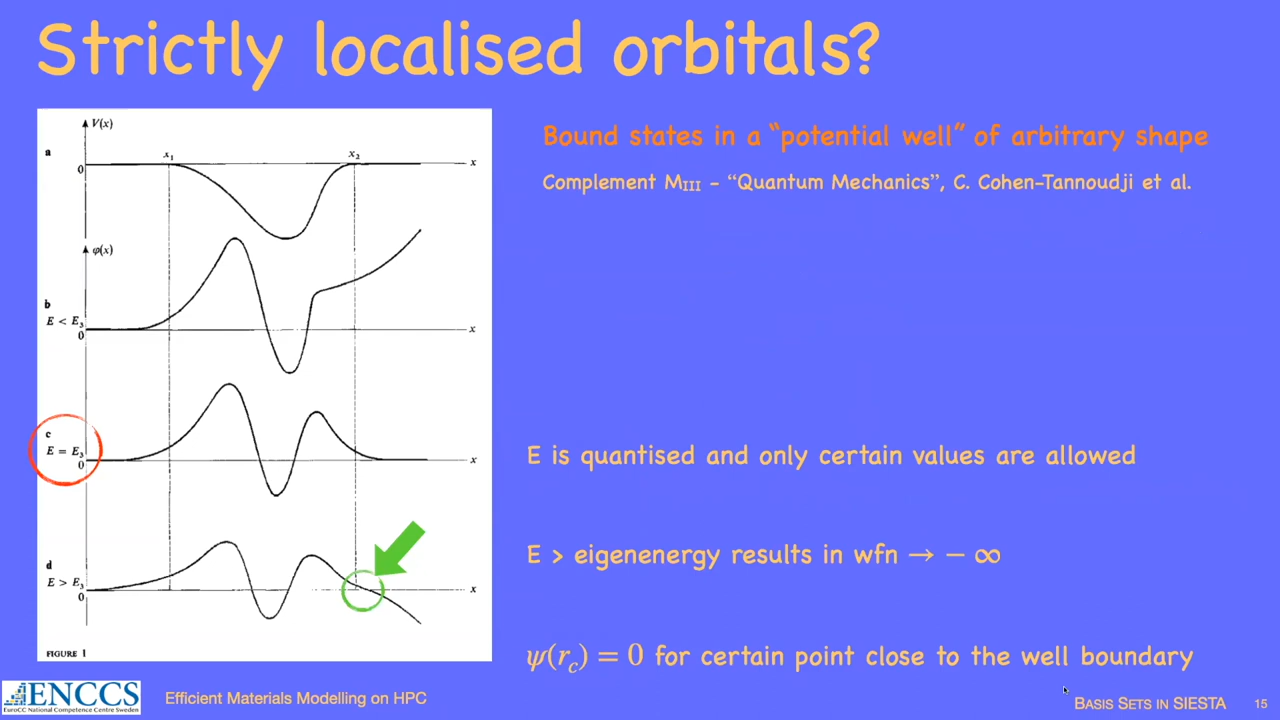 Strictly localised orbitals?
Bound states in a “potential well” of arbitrary shape
Complement MIII - “Quantum Mechanics”, C. Cohen-Tannoudji et al.
V(x)
a
x1
x2
x
0
φ(x)
b
E < E3
0
x
c
E = E3
0
x
d
E > E3
0
x
FIGURE 1
E is quantised and only certain values are allowed
E > eigenenergy results in wfn → − ∞
ψ(rc) = 0 for certain point close to the well boundary
ENCCS
EuroCC National Competence Centre Sweden
Efficient Materials Modelling on HPC
Basis Sets in SIESTA
15